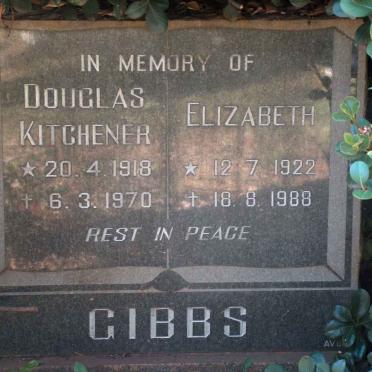 IN MEMORY OF
DOUGLAS
KITCHENER
★ 20.4.1918
✝ 6.3.1970
ELIZABETH
★ 12.7.1922
✝ 18.8.1988
REST IN PEACE
GIBBS